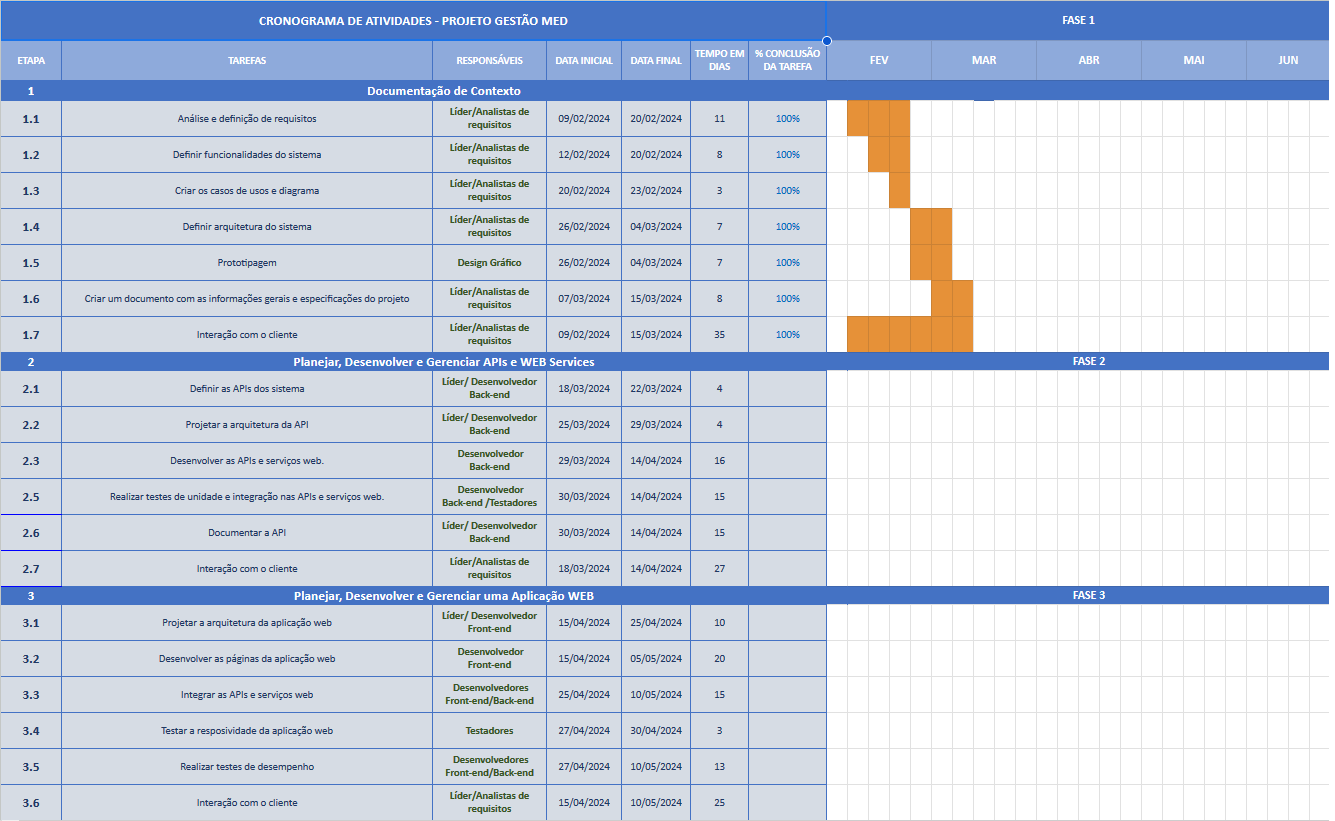 CRONOGRAMA DE ATIVIDADES - PROJETO GESTÃO MED FASE 1
ETAPA TAREFAS RESPONSÁVEIS DATA INICIAL DATA FINAL TEMPO EM DIAS % CONCLUSÃO DA TAREFA FEV MAR ABR MAI JUN
1 Documentação de Contexto
1.1 Análise e definição de requisitos Líder/Analistas de requisitos 09/02/2024 20/02/2024 11 100%
1.2 Definir funcionalidades do sistema Líder/Analistas de requisitos 12/02/2024 20/02/2024 8 100%
1.3 Criar os casos de usos e diagrama Líder/Analistas de requisitos 20/02/2024 23/02/2024 3 100%
1.4 Definir arquitetura do sistema Líder/Analistas de requisitos 26/02/2024 04/03/2024 7 100%
1.5 Prototipagem Design Gráfico 26/02/2024 04/03/2024 7 100%
1.6 Criar um documento com as informações gerais e especificações do projeto Líder/Analistas de requisitos 07/03/2024 15/03/2024 8 100%
1.7 Interação com o cliente Líder/Analistas de requisitos 09/02/2024 15/03/2024 35 100%
2 Planejar, Desenvolver e Gerenciar APIs e WEB Services FASE 2
2.1 Definir as APIs dos sistema Líder/ Desenvolvedor Back-end 18/03/2024 22/03/2024 4
2.2 Projetar a arquitetura da API Líder/ Desenvolvedor Back-end 25/03/2024 29/03/2024 4
2.3 Desenvolver as APIs e serviços web. Desenvolvedor Back-end 29/03/2024 14/04/2024 16
2.5 Realizar testes de unidade e integração nas APIs e serviços web. Desenvolvedor Back-end /Testadores 30/03/2024 14/04/2024 15
2.6 Documentar a API Líder/ Desenvolvedor Back-end 30/03/2024 14/04/2024 15
2.7 Interação com o cliente Líder/Analistas de requisitos 18/03/2024 14/04/2024 27
3 Planejar, Desenvolver e Gerenciar uma Aplicação WEB FASE 3
3.1 Projetar a arquitetura da aplicação web Líder/ Desenvolvedor Front-end 15/04/2024 25/04/2024 10
3.2 Desenvolver as páginas da aplicação web Desenvolvedor Front-end 15/04/2024 05/05/2024 20
3.3 Integrar as APIs e serviços web Desenvolvedores Front-end/Back-end 25/04/2024 10/05/2024 15
3.4 Testar a resposividade da aplicação web Testadores 27/04/2024 30/04/2024 3
3.5 Realizar testes de desempenho Desenvolvedores Front-end/Back-end 27/04/2024 10/05/2024 13
3.6 Interação com o cliente Líder/Analistas de requisitos 15/04/2024 10/05/2024 25